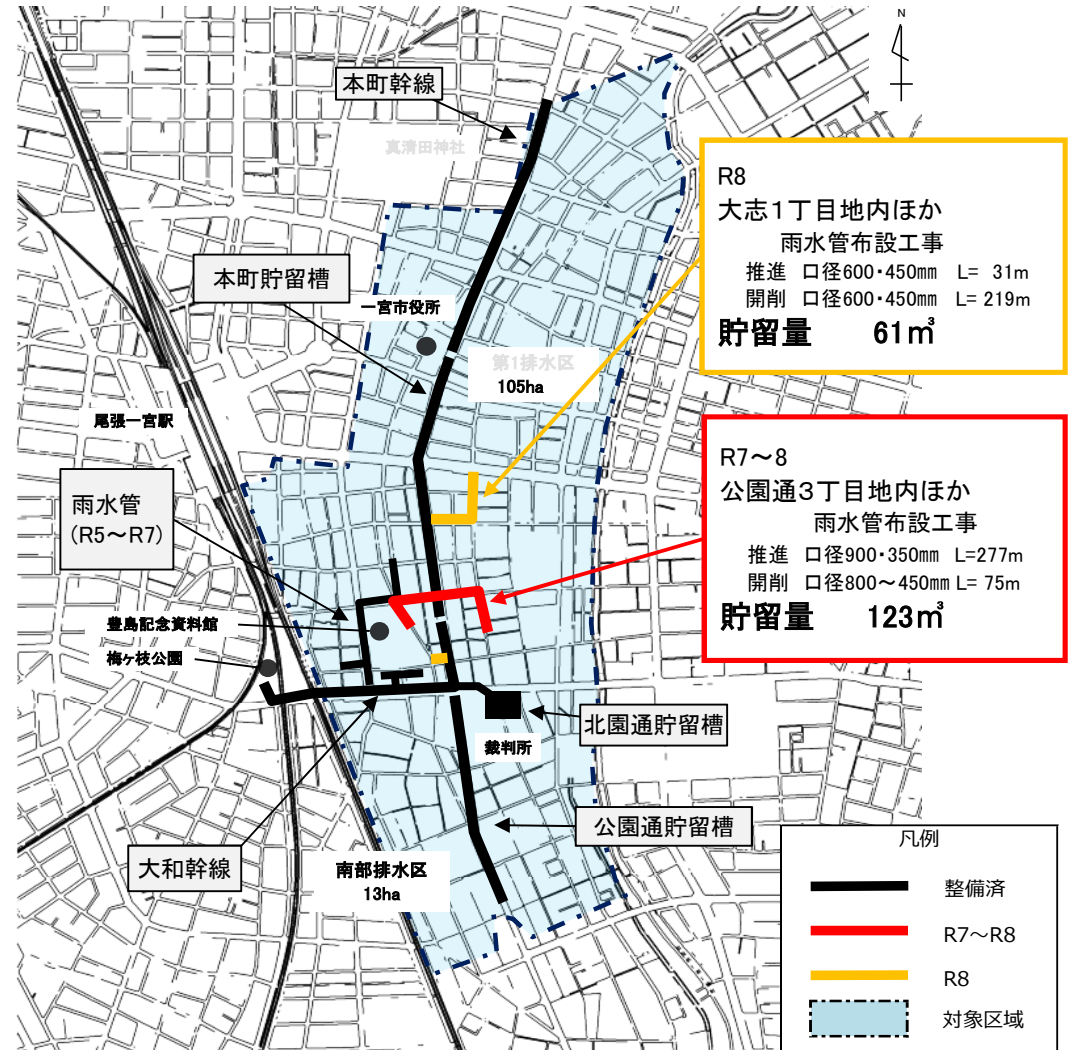 N
本町幹線
真清田神社
R8
大志1丁目地内ほか
雨水管布設工事
推進 口径600・450㎜ L= 31m
開削 口径600・450㎜ L= 219m
貯留量 61㎥
本町貯留槽
一宮市役所
第1排水区
105ha
尾張一宮駅
R7～8
公園通3丁目地内ほか
雨水管布設工事
推進 口径900・350㎜ L=277m
開削 口径800～450㎜ L= 75m
貯留量 123㎥
雨水管
(R5～R7)
豊島記念資料館
梅ヶ枝公園
北園通貯留槽
裁判所
公園通貯留槽
大和幹線
南部排水区
13ha
凡例
整備済
R7～R8
R8
対象区域